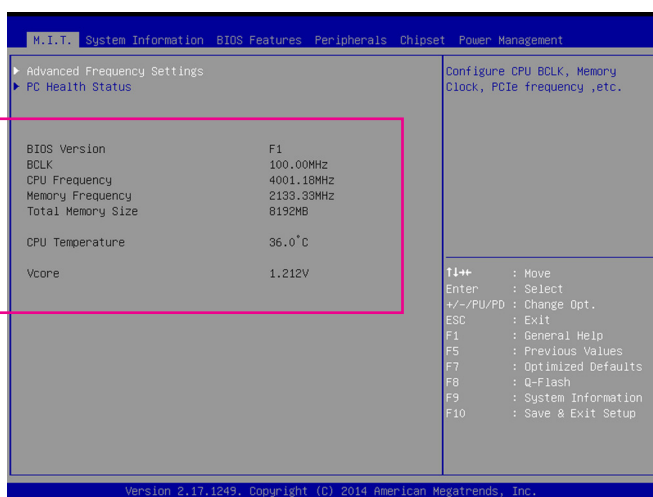 M.I.T. System Information BIOS Features Peripherals Chipset Power Management
Advanced Frequency Settings
PC Health Status
Configure CPU BCLK, Memory
Clock, PCIe frequency ,etc.
BIOS Version F1
BCLK 100.00MHz
CPU Frequency 4001.18MHz
Memory Frequency 2133.33MHz
Total Memory Size 8192MB
CPU Temperature 36.0°C
Vcore 1.212V
↑↓→← : Move
Enter : Select
+/-/PU/PD : Change Opt.
ESC : Exit
F1 : General Help
F5 : Previous Values
F7 : Optimized Defaults
F8 : Q-Flash
F9 : System Information
F10 : Save & Exit Setup
Version 2.17.1249. Copyright (C) 2014 American Megatrends, Inc.